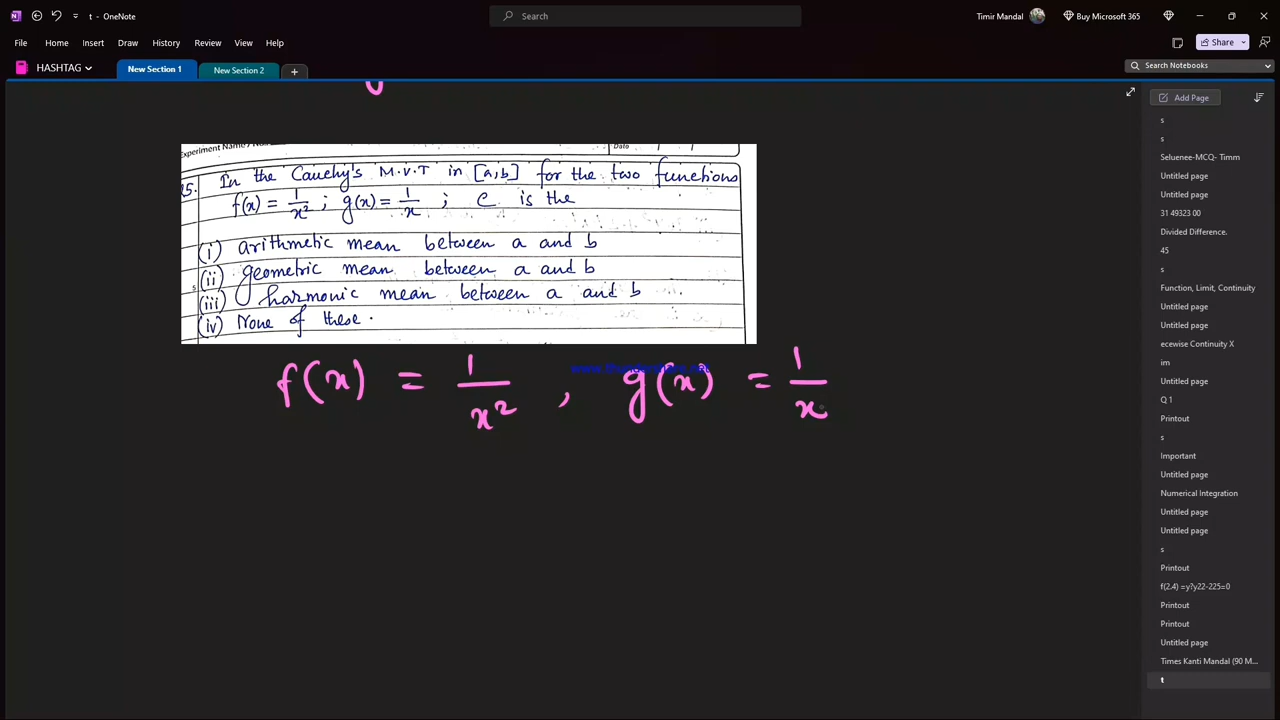 t - OneNote
Search
Timir Mandal
Buy Microsoft 365
File Home Insert Draw History Review View Help
Share
HASHTAG
New Section 1
New Section 2
+
Search Notebooks
Experiment Name / No.
Date
15. In the Cauchy's M.V.T in [a,b] for the two functions
f(x) = 1/x² ; g(x) = 1/x ; C is the
(i) arithmetic mean between a and b
(ii) geometric mean between a and b
(iii) harmonic mean between a and b
(iv) None of these.
f(x) = 1/x² , g(x) = 1/x
Add Page
s
s
Seluenee-MCQ- Timm
Untitled page
Untitled page
31 49323 00
Divided Difference.
45
s
Function, Limit, Continuity
Untitled page
Untitled page
ecewise Continuity X
im
Untitled page
Q 1
Printout
s
Important
Untitled page
Numerical Integration
Untitled page
Untitled page
s
Printout
f(2.4) =y?y22-225=0
Printout
Printout
Untitled page
Times Kanti Mandal (90 M...
t